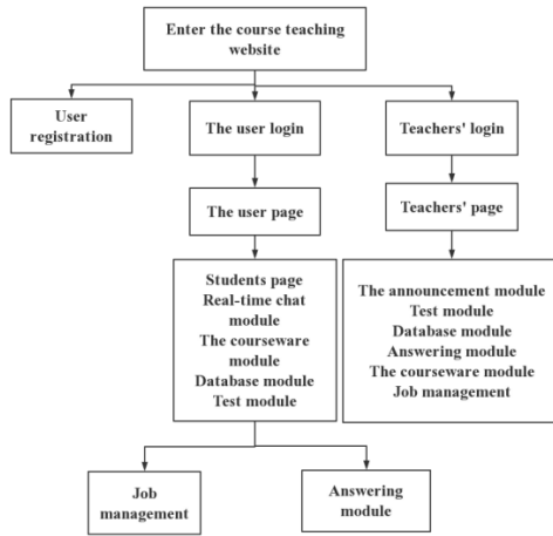 Enter the course teaching
website
User
registration
The user login
Teachers' login
The user page
Teachers' page
Students page
Real-time chat
module
The courseware
module
Database module
Test module
The announcement module
Test module
Database module
Answering module
The courseware module
Job management
Job
management
Answering
module